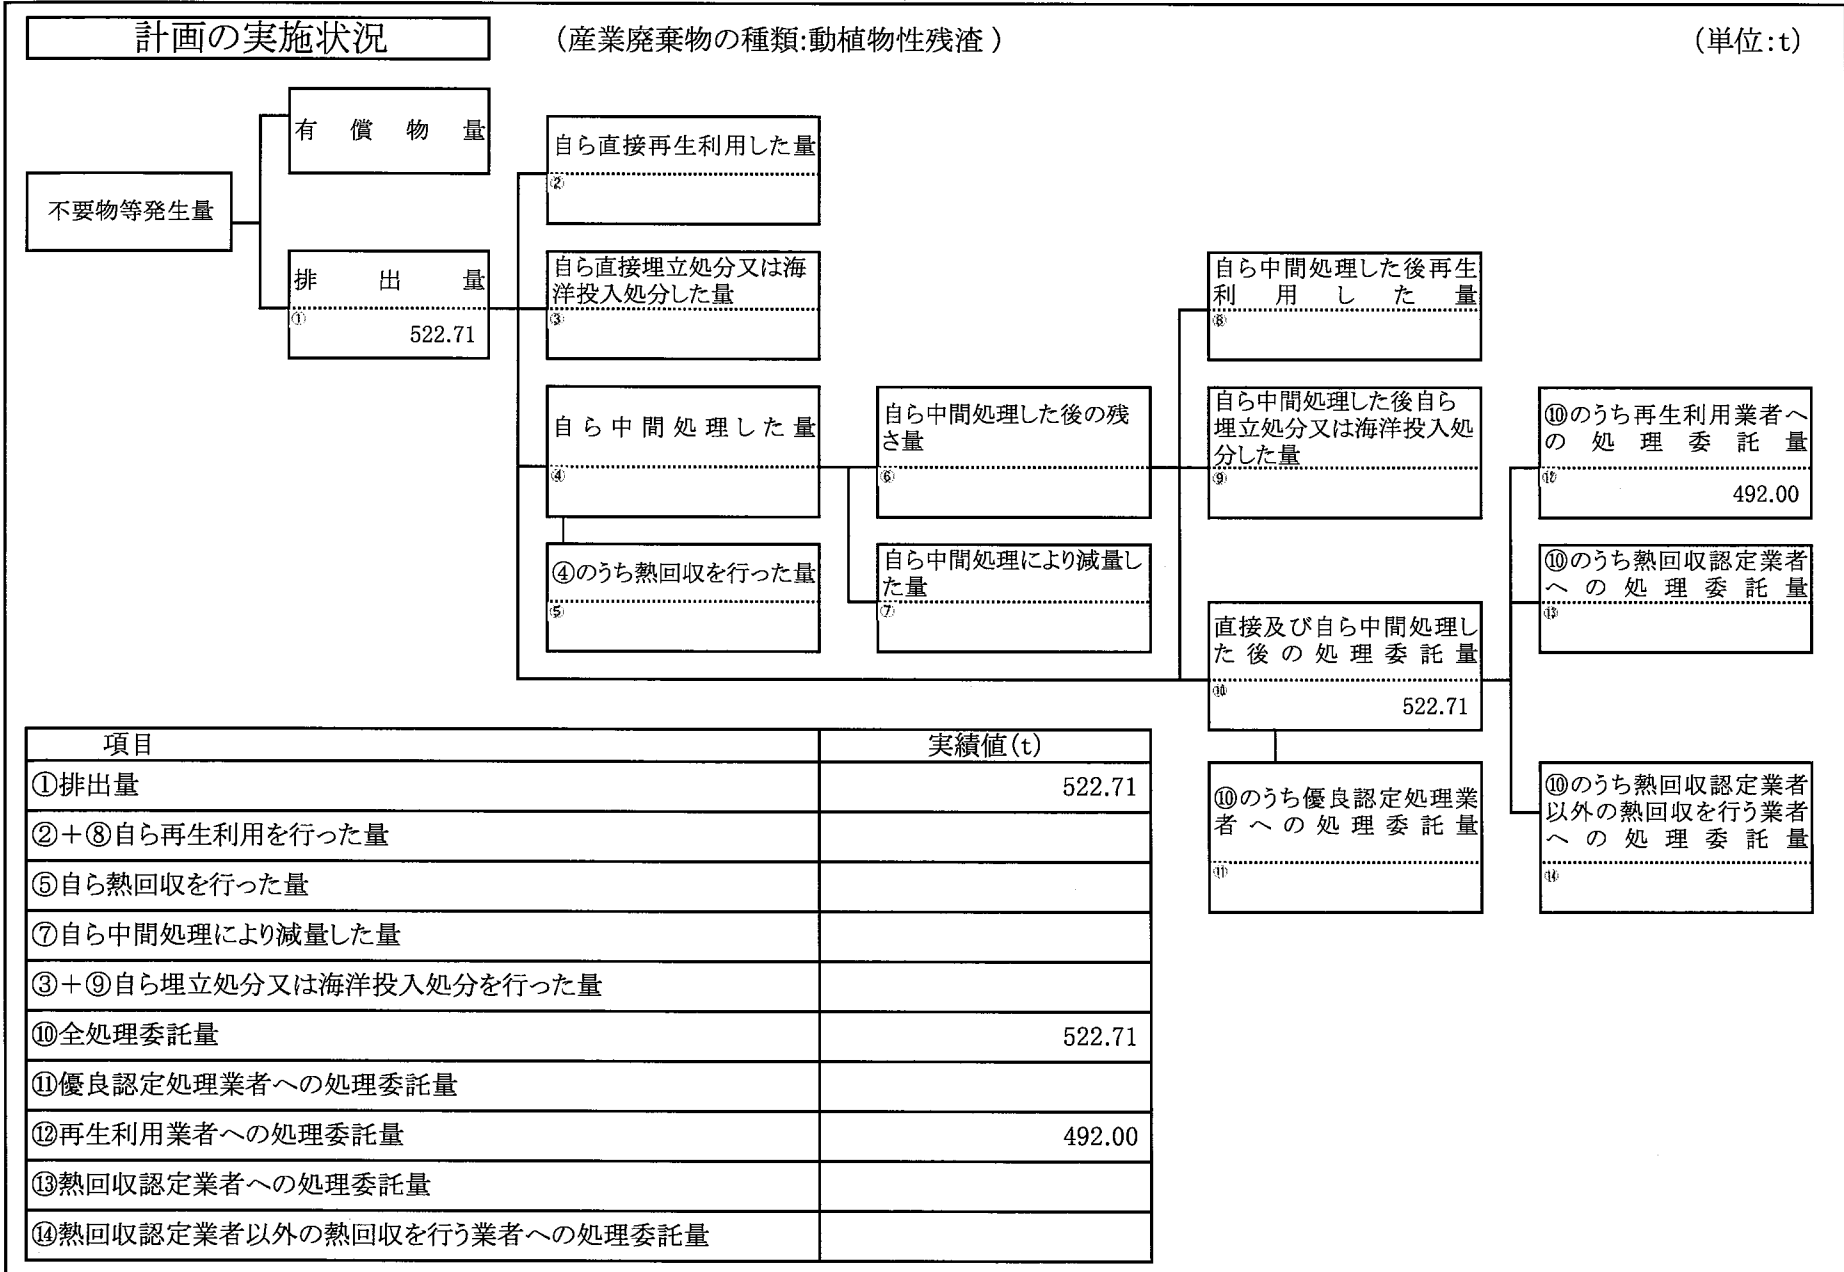 計画の実施状況
(産業廃棄物の種類:動植物性残渣)
(単位:t)
有償物量
不要物等発生量
排出量
①
522.71
自ら直接再生利用した量
②
自ら直接埋立処分又は海
洋投入処分した量
③
自ら中間処理した量
④
④のうち熱回収を行った量
⑤
自ら中間処理した後の残
さ量
⑥
自ら中間処理により減量し
た量
⑦
自ら中間処理した後再生
利用した量
⑧
自ら中間処理した後自ら
埋立処分又は海洋投入処
分した量
⑨
直接及び自ら中間処理し
た後の処理委託量
⑩
522.71
⑩のうち優良認定処理業
者への処理委託量
⑪
⑩のうち再生利用業者へ
の処理委託量
⑫
492.00
⑩のうち熱回収認定業者
への処理委託量
⑬
⑩のうち熱回収認定業者
以外の熱回収を行う業者
への処理委託量
⑭
項目 実績値(t)
①排出量 522.71
②+⑧自ら再生利用を行った量
⑤自ら熱回収を行った量
⑦自ら中間処理により減量した量
③+⑨自ら埋立処分又は海洋投入処分を行った量
⑩全処理委託量 522.71
⑪優良認定処理業者への処理委託量
⑫再生利用業者への処理委託量 492.00
⑬熱回収認定業者への処理委託量
⑭熱回収認定業者以外の熱回収を行う業者への処理委託量